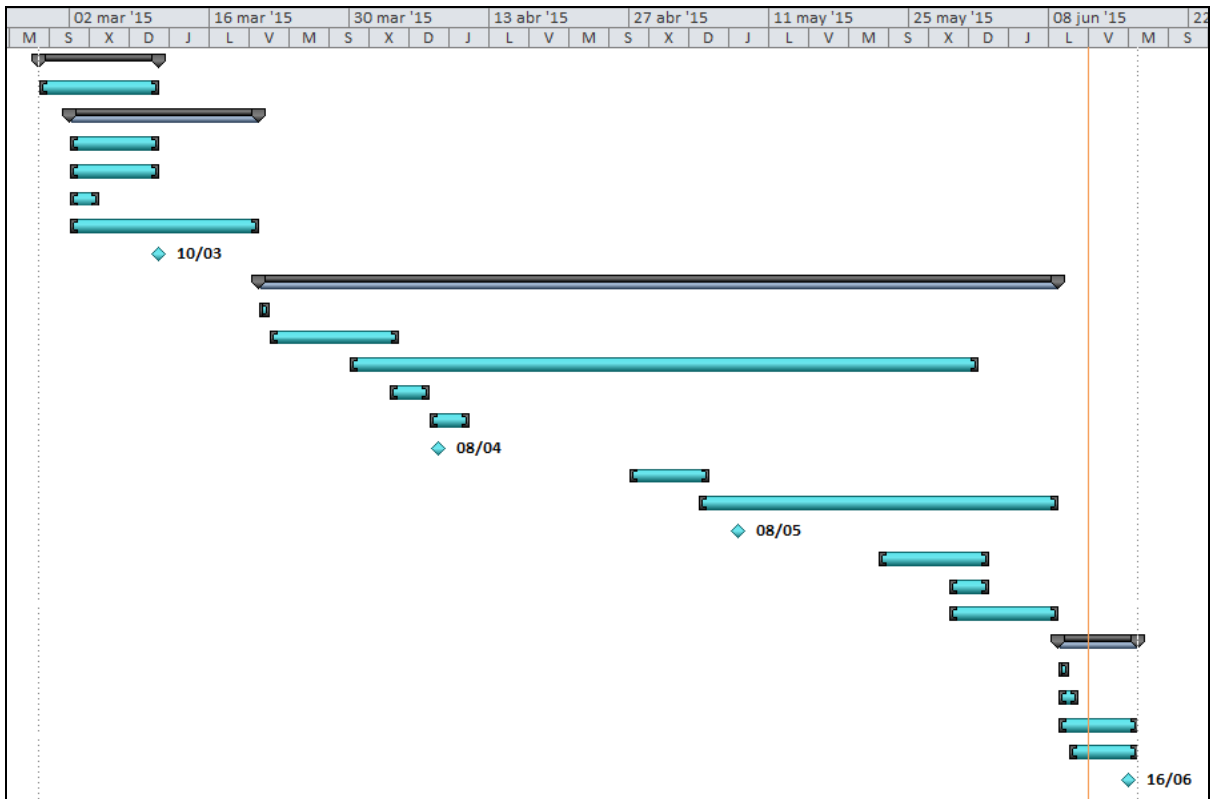 02 mar '15 16 mar '15 30 mar '15 13 abr '15 27 abr '15 11 may '15 25 may '15 08 jun '15 22
M S X D J L V M S X D J L V M S X D J L V M S X D J L V M S
10/03
08/04
08/05
16/06